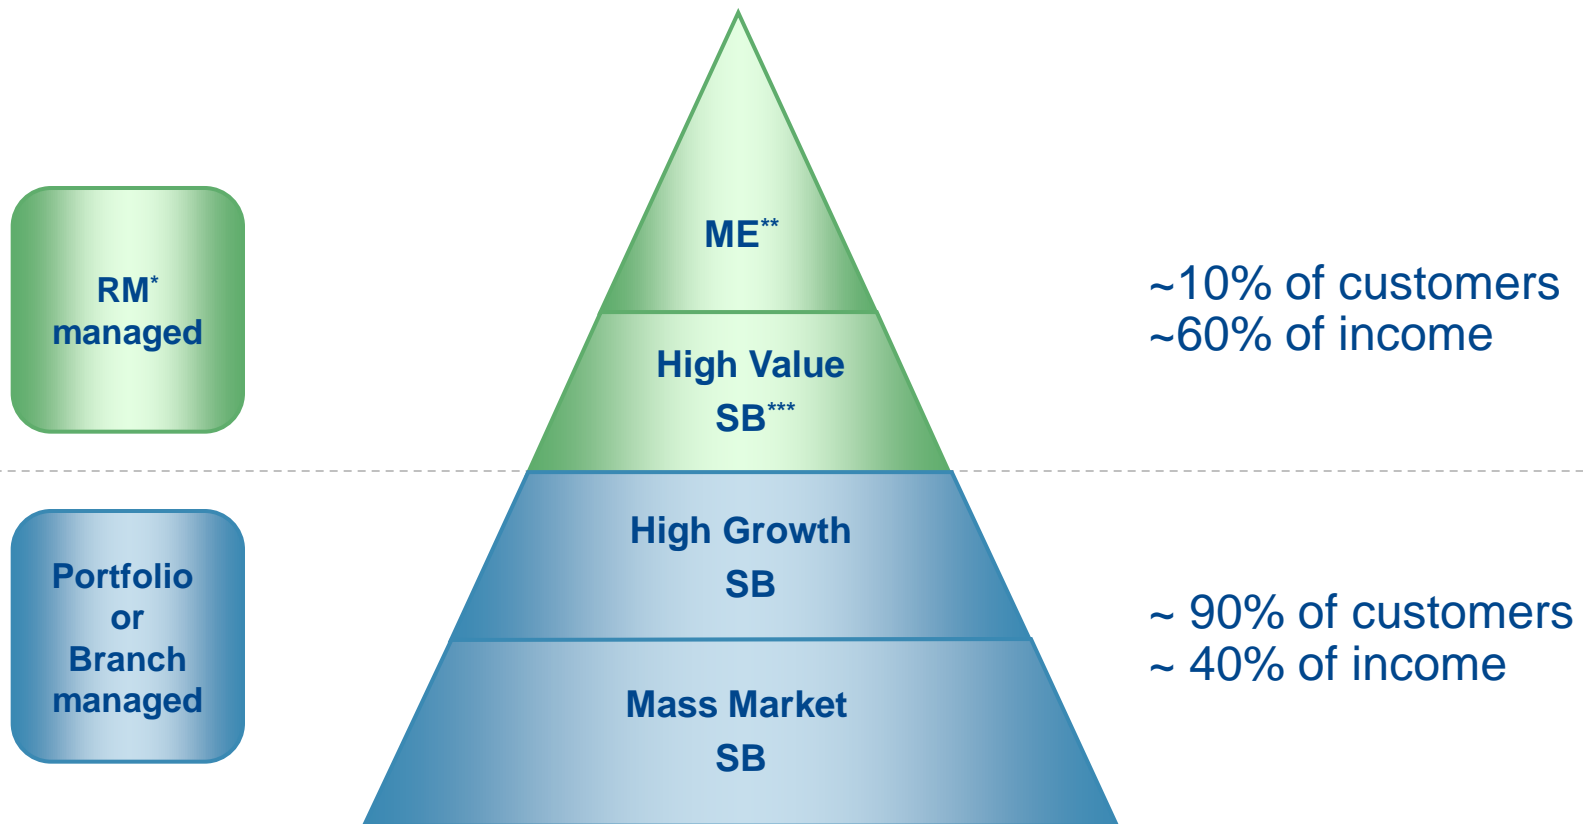 RM*
managed
ME**
High Value
SB***
~10% of customers
~60% of income
Portfolio
or
Branch
managed
High Growth
SB
Mass Market
SB
~ 90% of customers
~ 40% of income